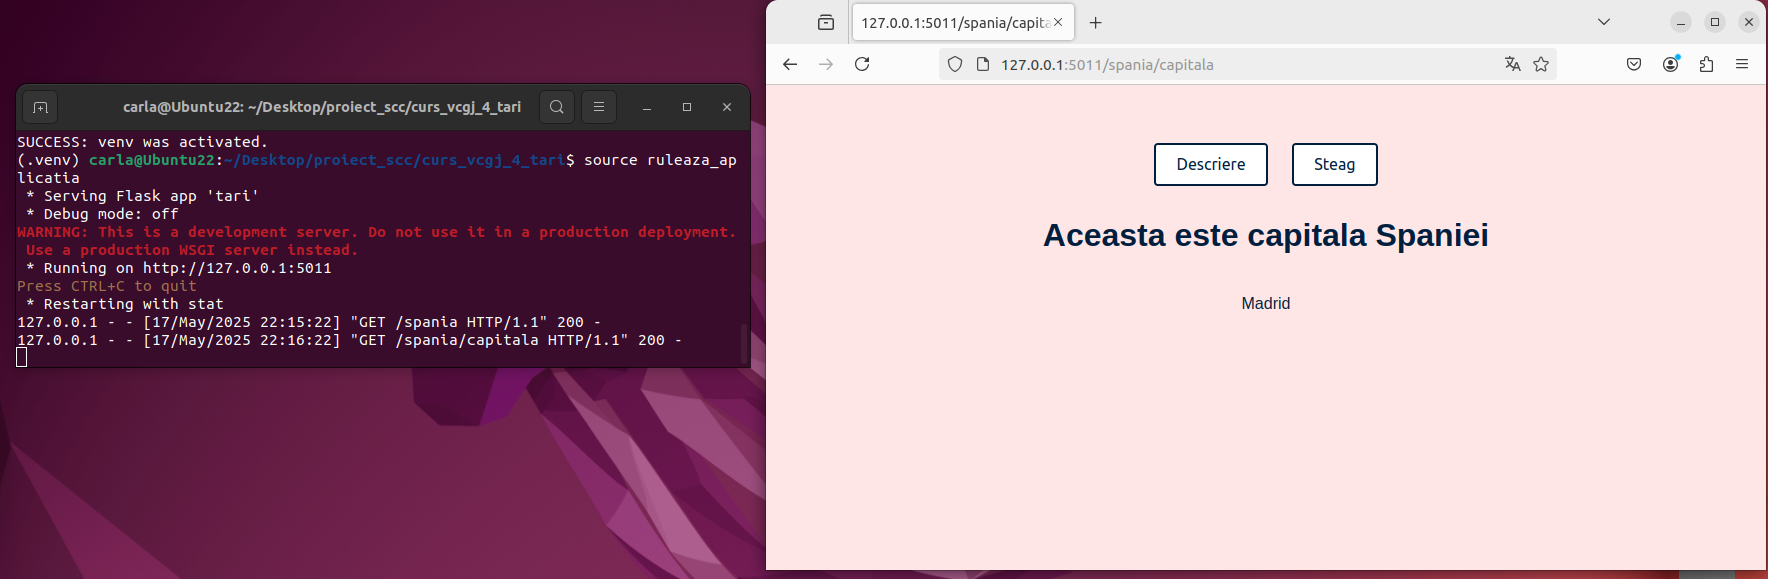 carla@Ubuntu22: ~/Desktop/proiect_scc/curs_vcgj_4_tari
SUCCESS: venv was activated.
(.venv) carla@Ubuntu22:~/Desktop/proiect_scc/curs_vcgj_4_tari$ source ruleaza_ap
licatia
 * Serving Flask app 'tari'
 * Debug mode: off
WARNING: This is a development server. Do not use it in a production deployment.
 Use a production WSGI server instead.
 * Running on http://127.0.0.1:5011
Press CTRL+C to quit
 * Restarting with stat
127.0.0.1 - - [17/May/2025 22:15:22] "GET /spania HTTP/1.1" 200 -
127.0.0.1 - - [17/May/2025 22:16:22] "GET /spania/capitala HTTP/1.1" 200 -
127.0.0.1:5011/spania/capita
127.0.0.1:5011/spania/capitala
Descriere
Steag
Aceasta este capitala Spaniei
Madrid